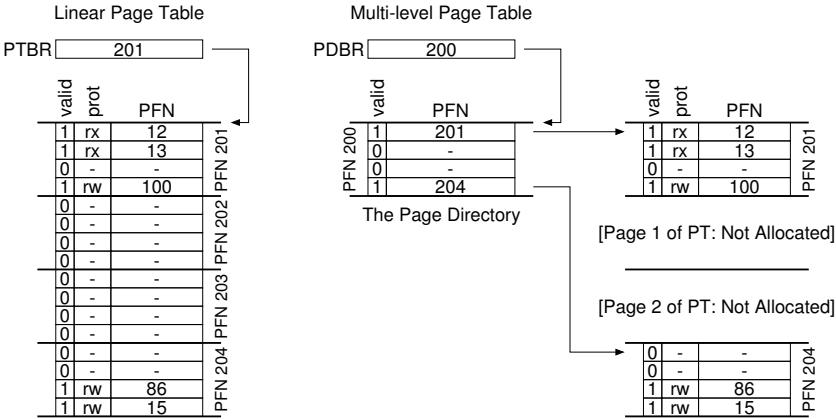 Linear Page Table
PTBR 201
valid prot PFN
1 rx 12
1 rx 13
0 - -
1 rw 100
PFN 201
0 - -
0 - -
0 - -
0 - -
PFN 202
0 - -
0 - -
0 - -
0 - -
PFN 203
0 - -
0 - -
1 rw 86
1 rw 15
PFN 204
Multi-level Page Table
PDBR 200
valid PFN
PFN 200
1 201
0 -
0 -
1 204
The Page Directory
valid prot PFN
1 rx 12
1 rx 13
0 - -
1 rw 100
PFN 201
[Page 1 of PT: Not Allocated]
[Page 2 of PT: Not Allocated]
0 - -
0 - -
1 rw 86
1 rw 15
PFN 204